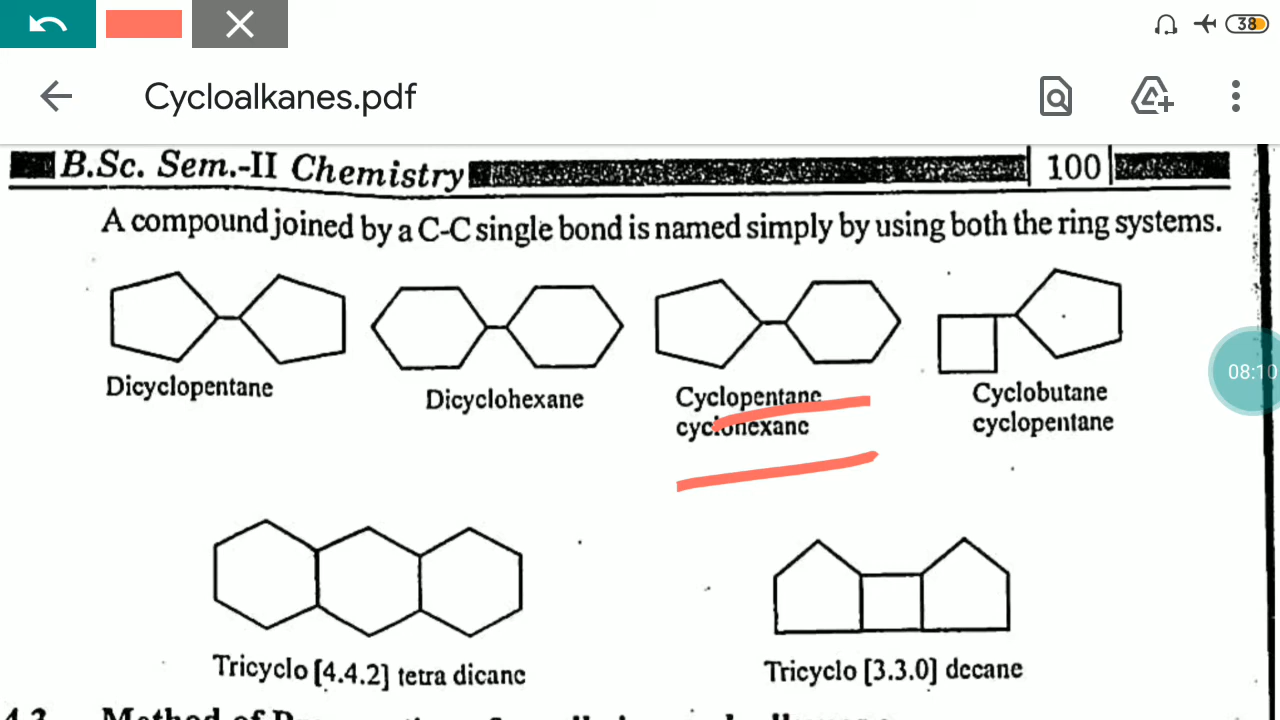 38
Cycloalkanes.pdf
B.Sc. Sem.-II Chemistry 100
A compound joined by a C-C single bond is named simply by using both the ring systems.
Dicyclopentane
Dicyclohexane
Cyclopentane
cyclohexane
Cyclobutane
cyclopentane
08:10
Tricyclo [4.4.2] tetra dicane
Tricyclo [3.3.0] decane